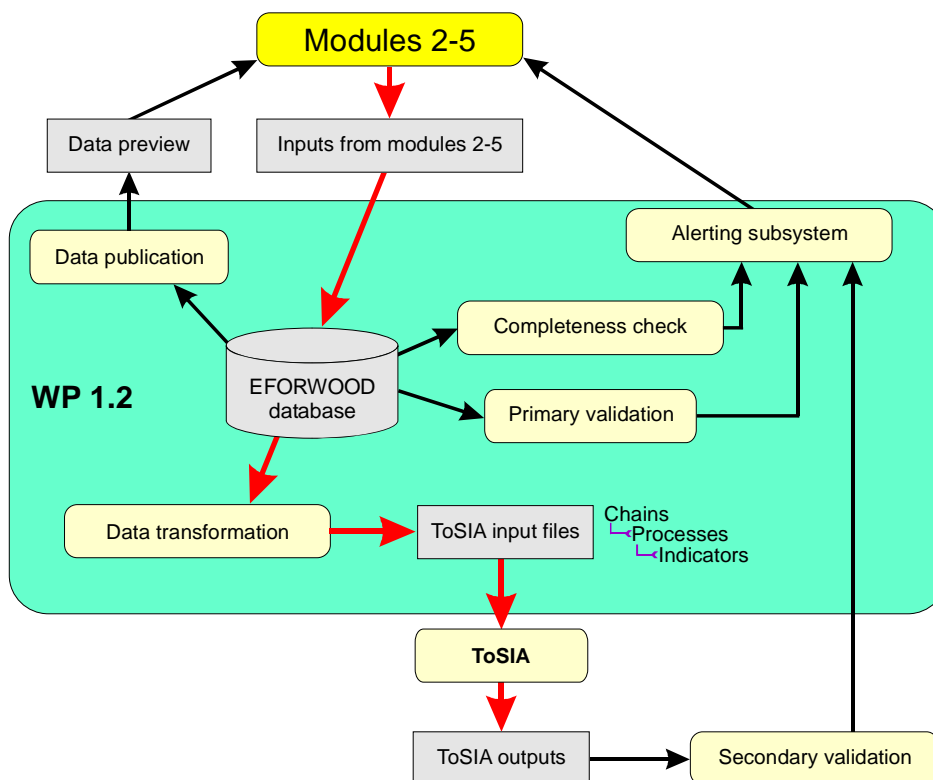 Modules 2-5
Data preview
Inputs from modules 2-5
Data publication
Alerting subsystem
Completeness check
EFORWOOD
database
WP 1.2
Primary validation
Data transformation
ToSIA input files
Chains
Processes
Indicators
ToSIA
ToSIA outputs
Secondary validation